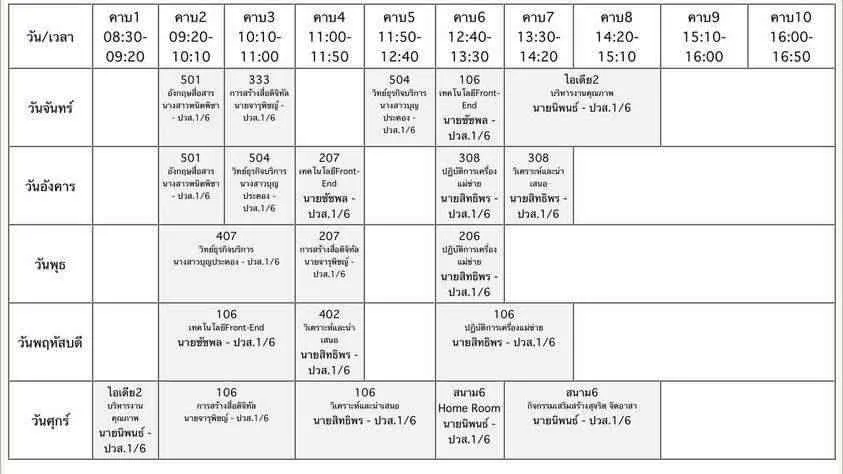 วัน/เวลา
คาบ1
08:30-
09:20
คาบ2
09:20-
10:10
คาบ3
10:10-
11:00
คาบ4
11:00-
11:50
คาบ5
11:50-
12:40
คาบ6
12:40-
13:30
คาบ7
13:30-
14:20
คาบ8
14:20-
15:10
คาบ9
15:10-
16:00
คาบ10
16:00-
16:50
วันจันทร์
501
อังกฤษสื่อสาร
นางสารพนิตพิชา
- ปวส.1/6
333
การสร้างสื่อดิจิทัล
นายจารุพิชญ์ -
ปวส.1/6
504
วิทย์ธุรกิจบริการ
นางสาวบุญ
ประคอง -
ปวส.1/6
106
เทคโนโลยีFront-
End
นายชัชพล -
ปวส.1/6
ไอเดีย2
บริหารงานคุณภาพ
นายนิพนธ์ - ปวส.1/6
วันอังคาร
501
อังกฤษสื่อสาร
นางสารพนิตพิชา
- ปวส.1/6
504
วิทย์ธุรกิจบริการ
นางสาวบุญ
ประคอง -
ปวส.1/6
207
เทคโนโลยีFront-
End
นายชัชพล -
ปวส.1/6
308
ปฏิบัติการเครื่อง
แม่ข่าย
นายสิทธิพร -
ปวส.1/6
308
วิเคราะห์และนำ
เสนอ
นายสิทธิพร -
ปวส.1/6
วันพุธ
407
วิทย์ธุรกิจบริการ
นางสาวบุญประคอง - ปวส.1/6
207
การสร้างสื่อดิจิทัล
นายจารุพิชญ์ -
ปวส.1/6
206
ปฏิบัติการเครื่อง
แม่ข่าย
นายสิทธิพร -
ปวส.1/6
วันพฤหัสบดี
106
เทคโนโลยีFront-End
นายชัชพล - ปวส.1/6
402
วิเคราะห์และนำ
เสนอ
นายสิทธิพร -
ปวส.1/6
106
ปฏิบัติการเครื่องแม่ข่าย
นายสิทธิพร - ปวส.1/6
วันศุกร์
ไอเดีย2
บริหารงาน
คุณภาพ
นายนิพนธ์ -
ปวส.1/6
106
การสร้างสื่อดิจิทัล
นายจารุพิชญ์ - ปวส.1/6
106
วิเคราะห์และนำเสนอ
นายสิทธิพร - ปวส.1/6
สนาม6
Home Room
นายนิพนธ์ -
ปวส.1/6
สนาม6
กิจกรรมเสริมสร้างสุจริต จิตอาสา
นายนิพนธ์ - ปวส.1/6